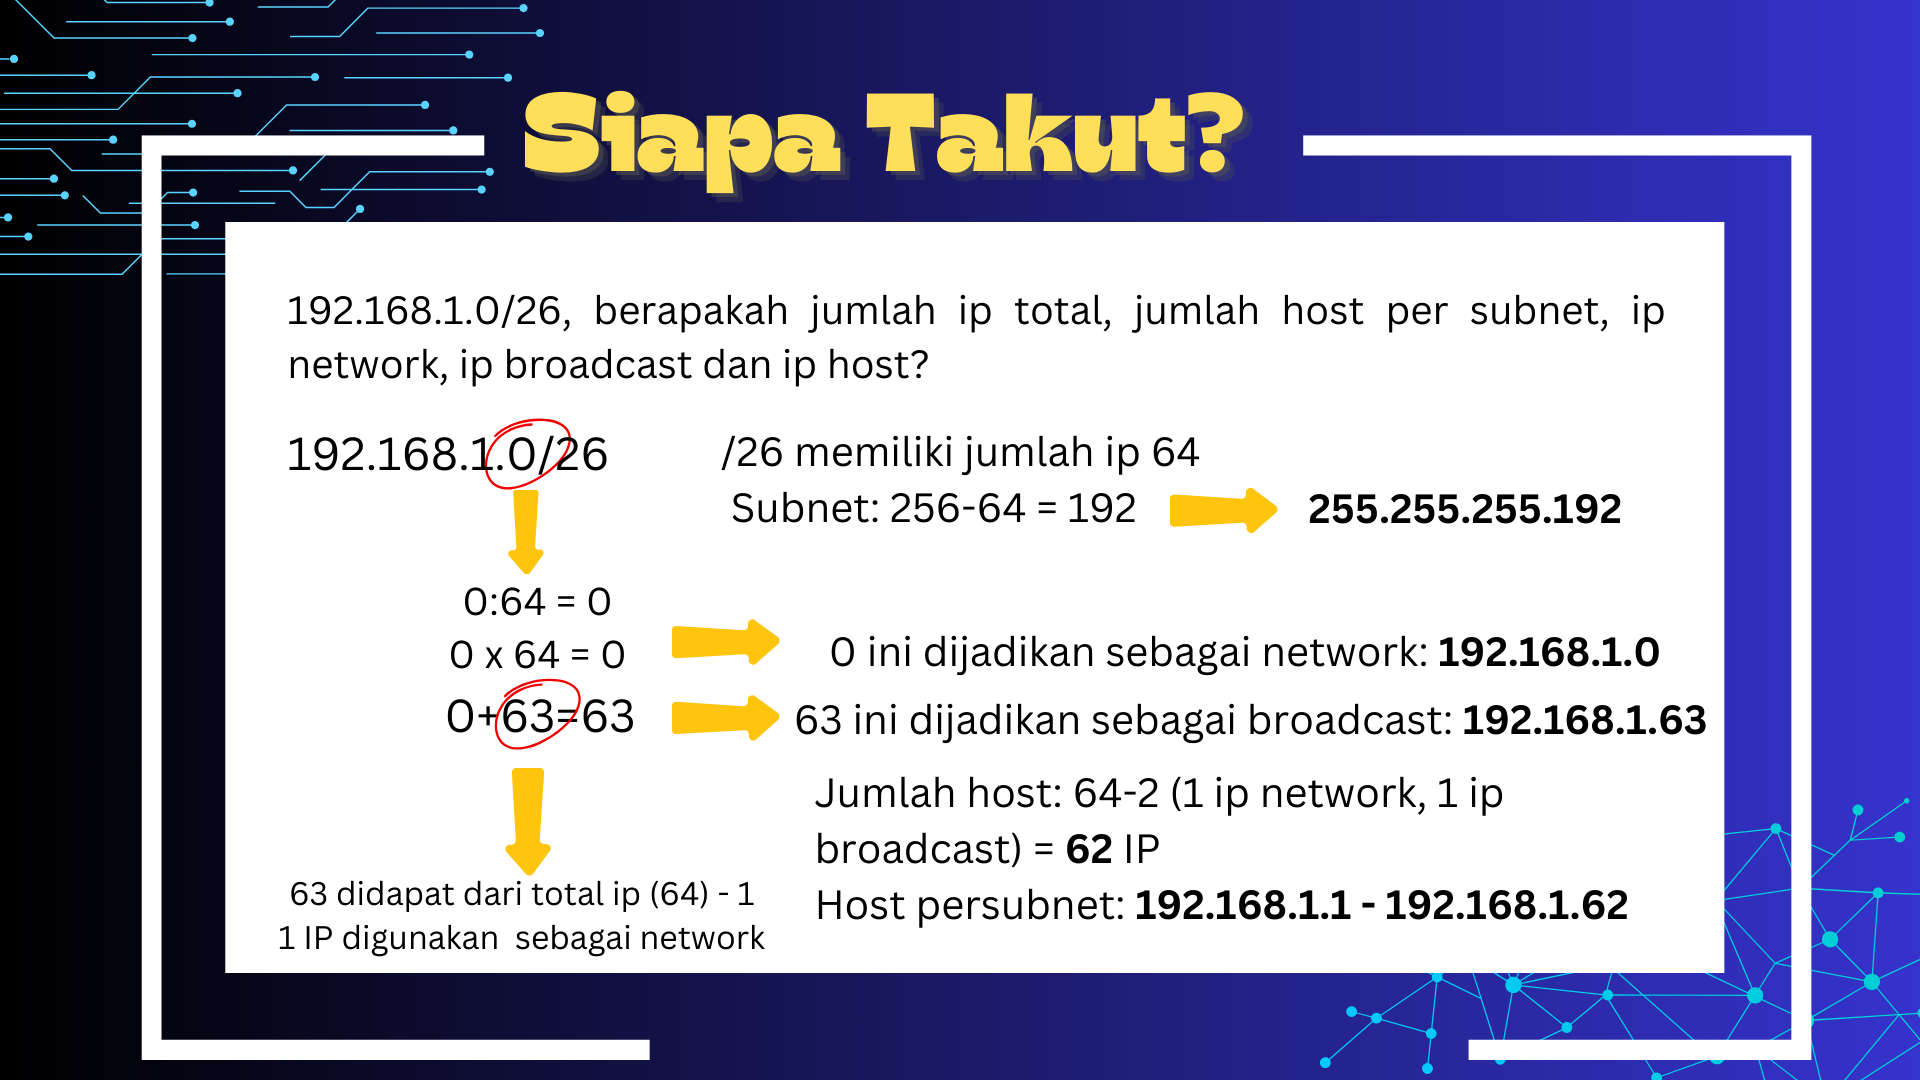 Siapa Takut?
192.168.1.0/26, berapakah jumlah ip total, jumlah host per subnet, ip
network, ip broadcast dan ip host?
192.168.1.0/26
/26 memiliki jumlah ip 64
Subnet: 256-64 = 192
255.255.255.192
0:64 = 0
0 x 64 = 0
0 ini dijadikan sebagai network: 192.168.1.0
0+63=63
63 ini dijadikan sebagai broadcast: 192.168.1.63
Jumlah host: 64-2 (1 ip network, 1 ip
broadcast) = 62 IP
Host persubnet: 192.168.1.1 - 192.168.1.62
63 didapat dari total ip (64) - 1
1 IP digunakan  sebagai network